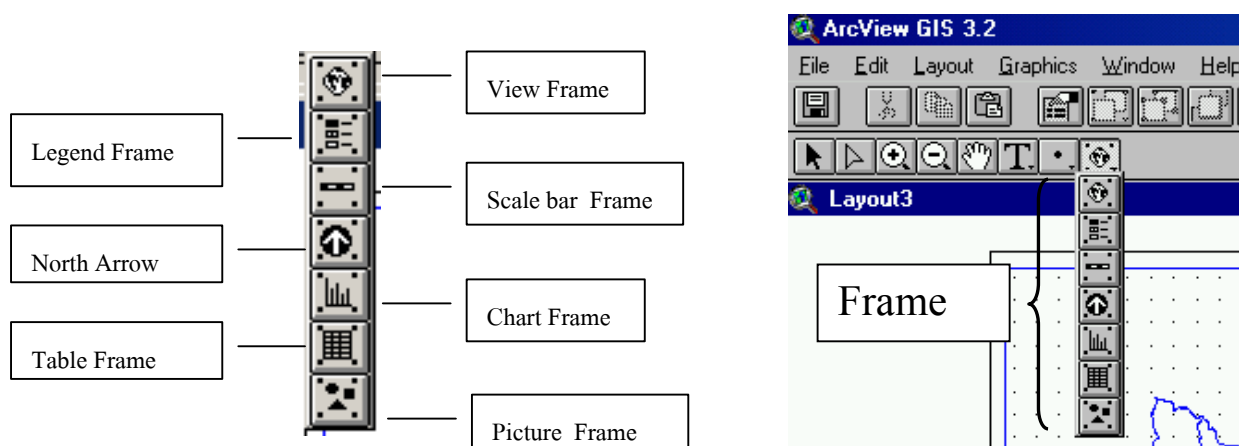 View Frame
Legend Frame
Scale bar Frame
North Arrow
Chart Frame
Table Frame
Picture Frame
ArcView GIS 3.2
File Edit Layout Graphics Window Help
T
Layout3
Frame